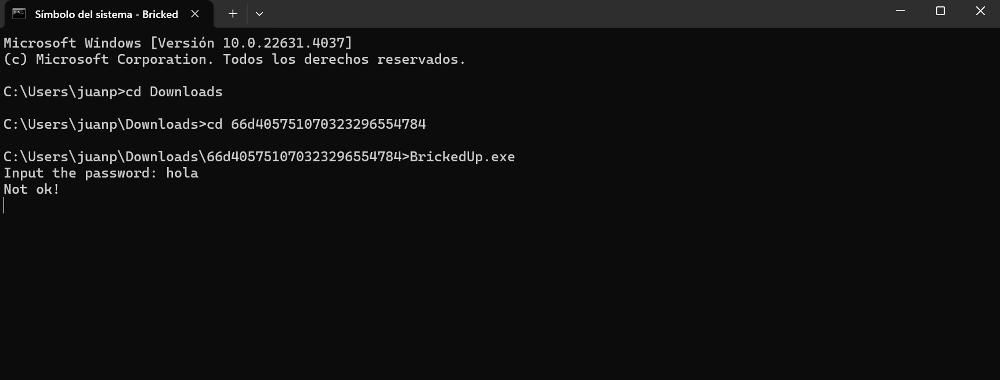 Símbolo del sistema - Bricked
Microsoft Windows [Versión 10.0.22631.4037]
(c) Microsoft Corporation. Todos los derechos reservados.
C:\Users\juanp>cd Downloads
C:\Users\juanp\Downloads>cd 66d405751070323296554784
C:\Users\juanp\Downloads\66d405751070323296554784>BrickedUp.exe
Input the password: hola
Not ok!